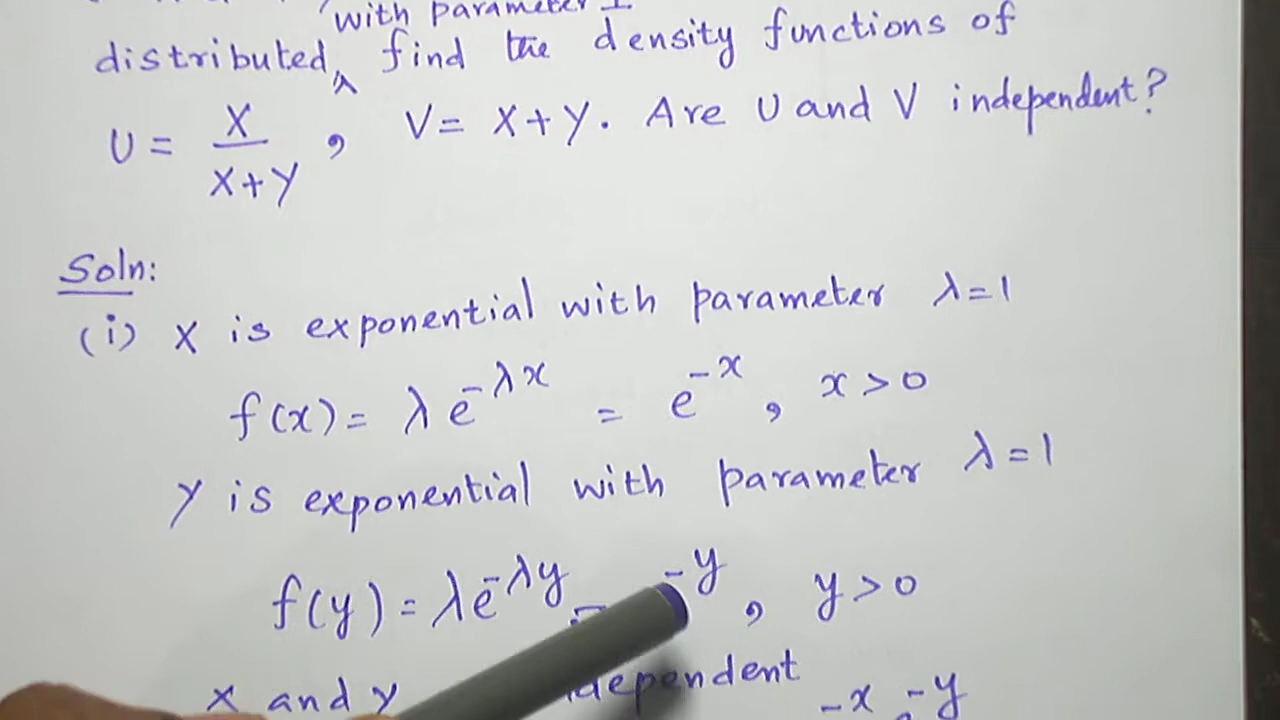 with parameter 1
distributed, find the density functions of
U = X/(X+Y), V = X+Y. Are U and V independent?
Soln:
(i) X is exponential with parameter λ=1
f(x) = λe^{-λx} = e^{-x}, x>0
Y is exponential with parameter λ=1
f(y) = λe^{-λy} = -y, y>0
X and Y dependent
-x -y